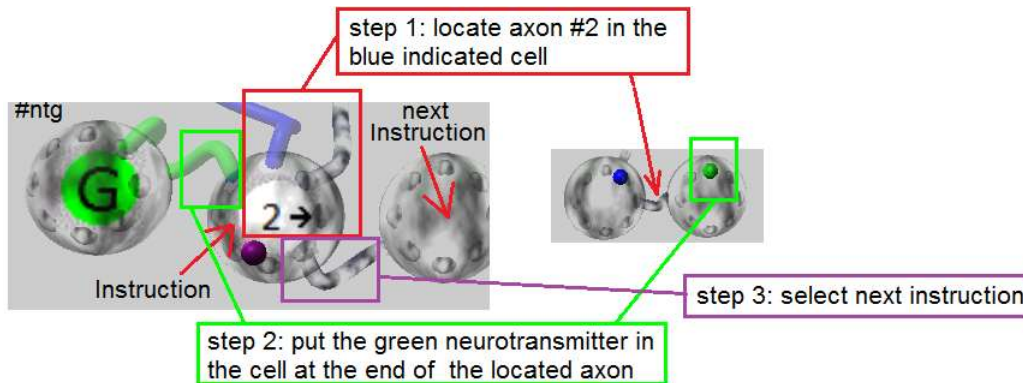 step 1: locate axon #2 in the
blue indicated cell
#ntg
next
Instruction
G
2→
Instruction
step 3: select next instruction
step 2: put the green neurotransmitter in
the cell at the end of the located axon